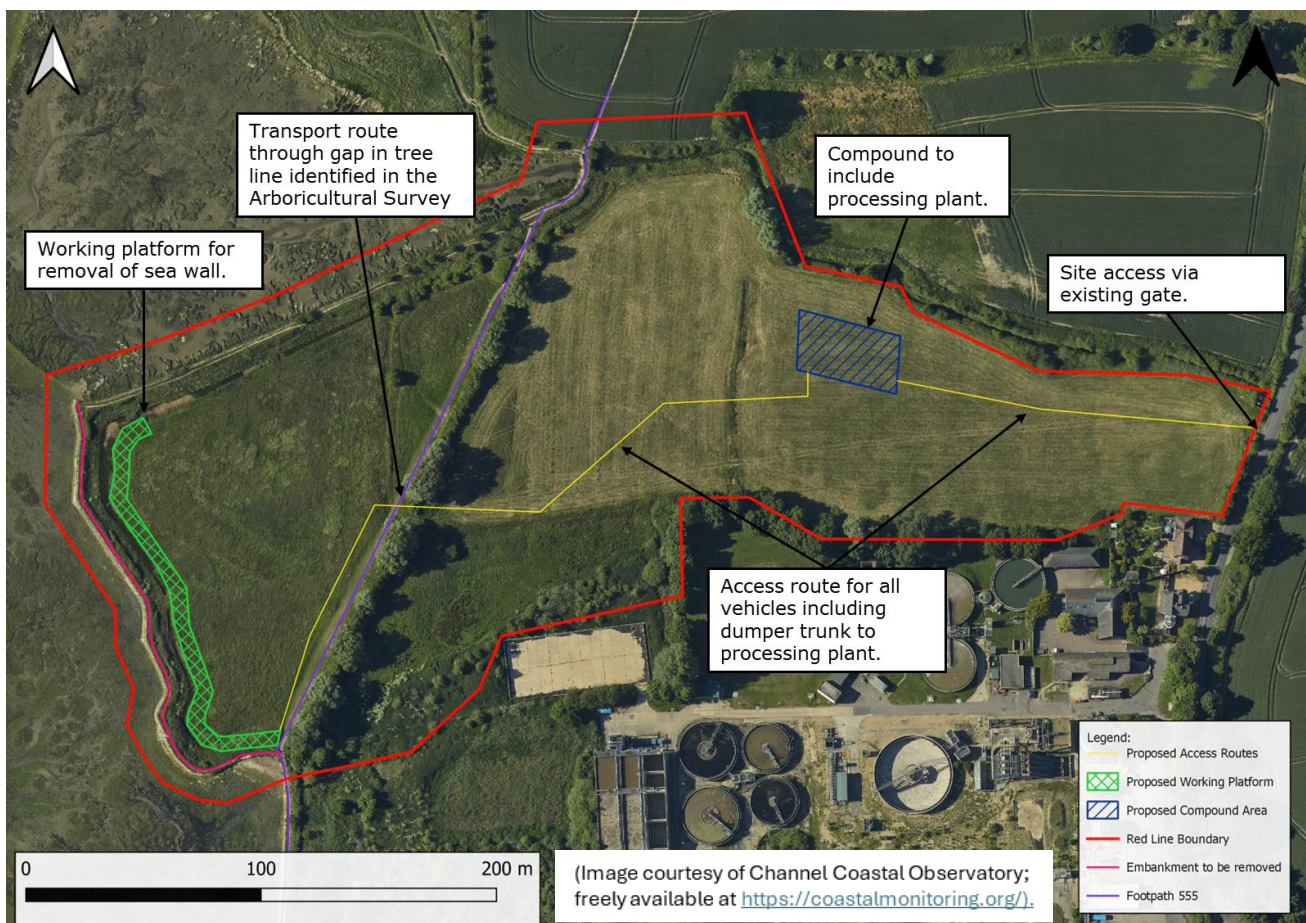 Transport route
through gap in tree
line identified in the
Arboricultural Survey
Compound to
include
processing plant.
Working platform for
removal of sea wall.
Site access via
existing gate.
Access route for all
vehicles including
dumper trunk to
processing plant.
Legend:
Proposed Access Routes
Proposed Working Platform
Proposed Compound Area
Red Line Boundary
Embankment to be removed
Footpath 555
0 100 200 m
(Image courtesy of Channel Coastal Observatory;
freely available at https://coastalmonitoring.org/).